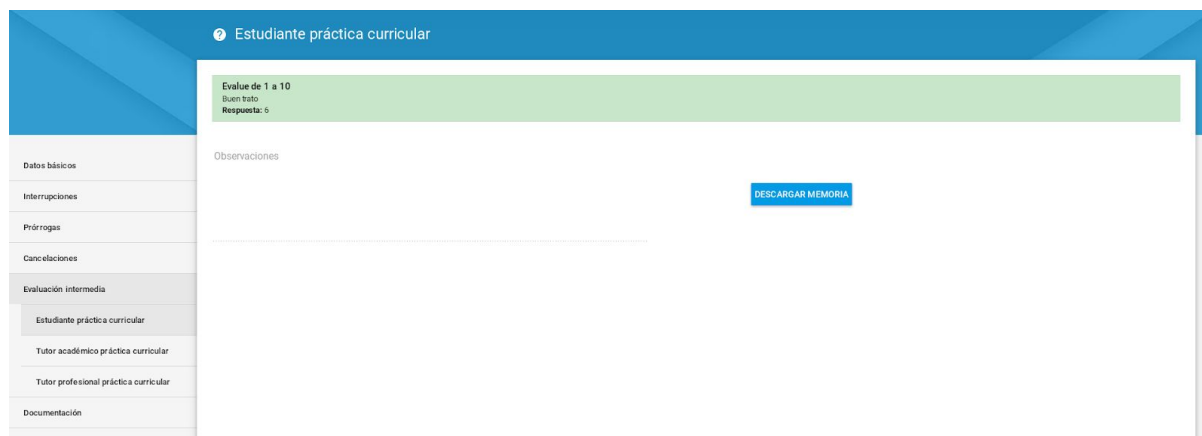 Estudiante práctica curricular
Evalue de 1 a 10
Buen trato
Respuesta: 6
Observaciones
DESCARGAR MEMORIA
Datos básicos
Interrupciones
Prórrogas
Cancelaciones
Evaluación intermedia
Estudiante práctica curricular
Tutor académico práctica curricular
Tutor profesional práctica curricular
Documentación